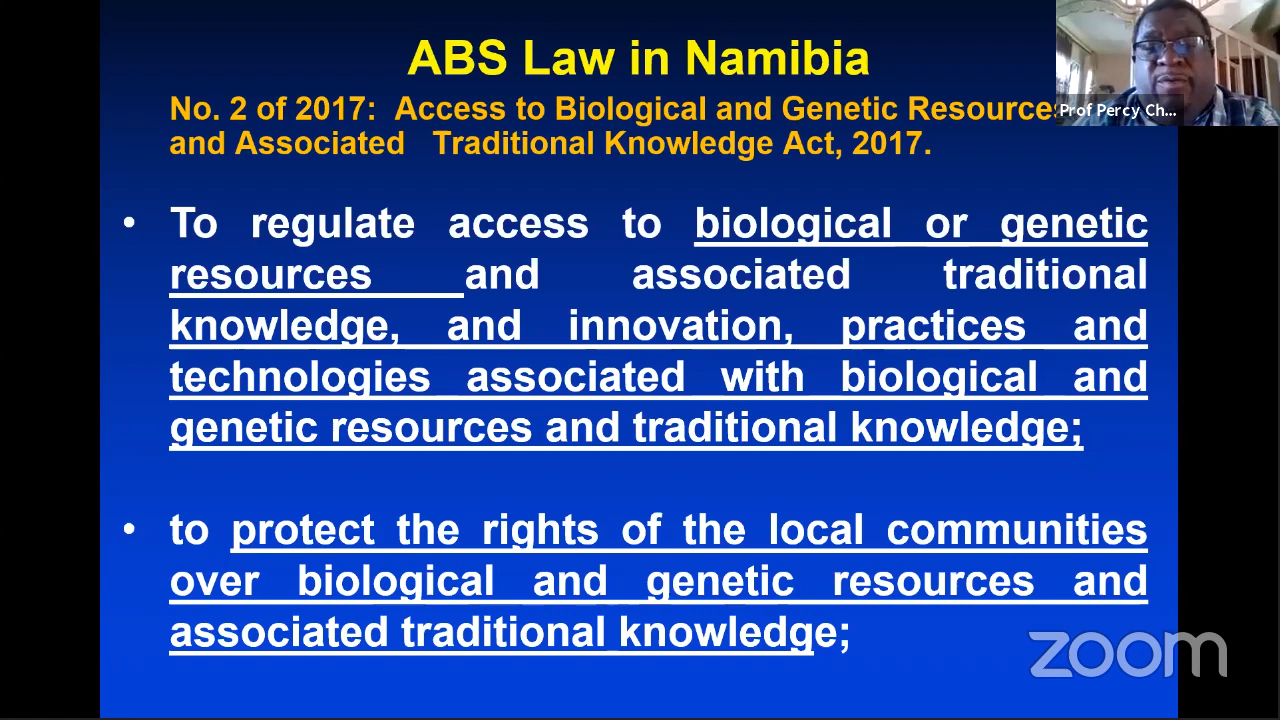 ABS Law in Namibia
No. 2 of 2017: Access to Biological and Genetic Resources
and Associated Traditional Knowledge Act, 2017.
• To regulate access to biological or genetic
resources and associated traditional
knowledge, and innovation, practices and
technologies associated with biological and
genetic resources and traditional knowledge;
• to protect the rights of the local communities
over biological and genetic resources and
associated traditional knowledge;
Prof Percy Ch...
zoom